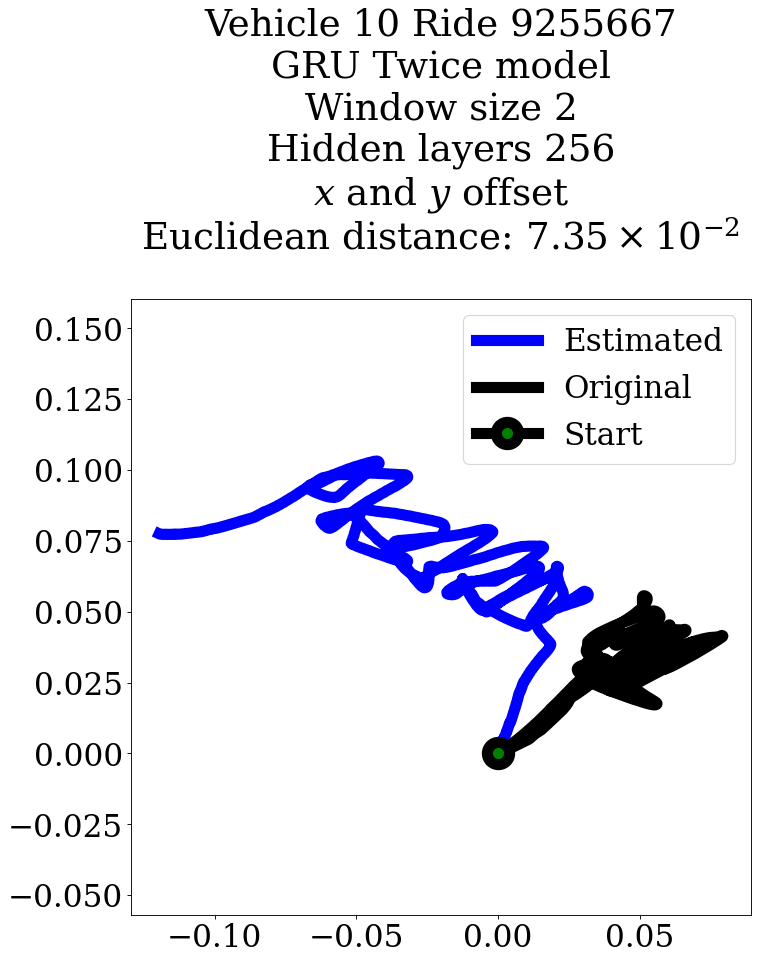 Vehicle 10 Ride 9255667
GRU Twice model
Window size 2
Hidden layers 256
x and y offset
Euclidean distance: 7.35 × 10⁻²
Estimated
Original
Start
0.150
0.125
0.100
0.075
0.050
0.025
0.000
−0.025
−0.050
−0.10 −0.05 0.00 0.05